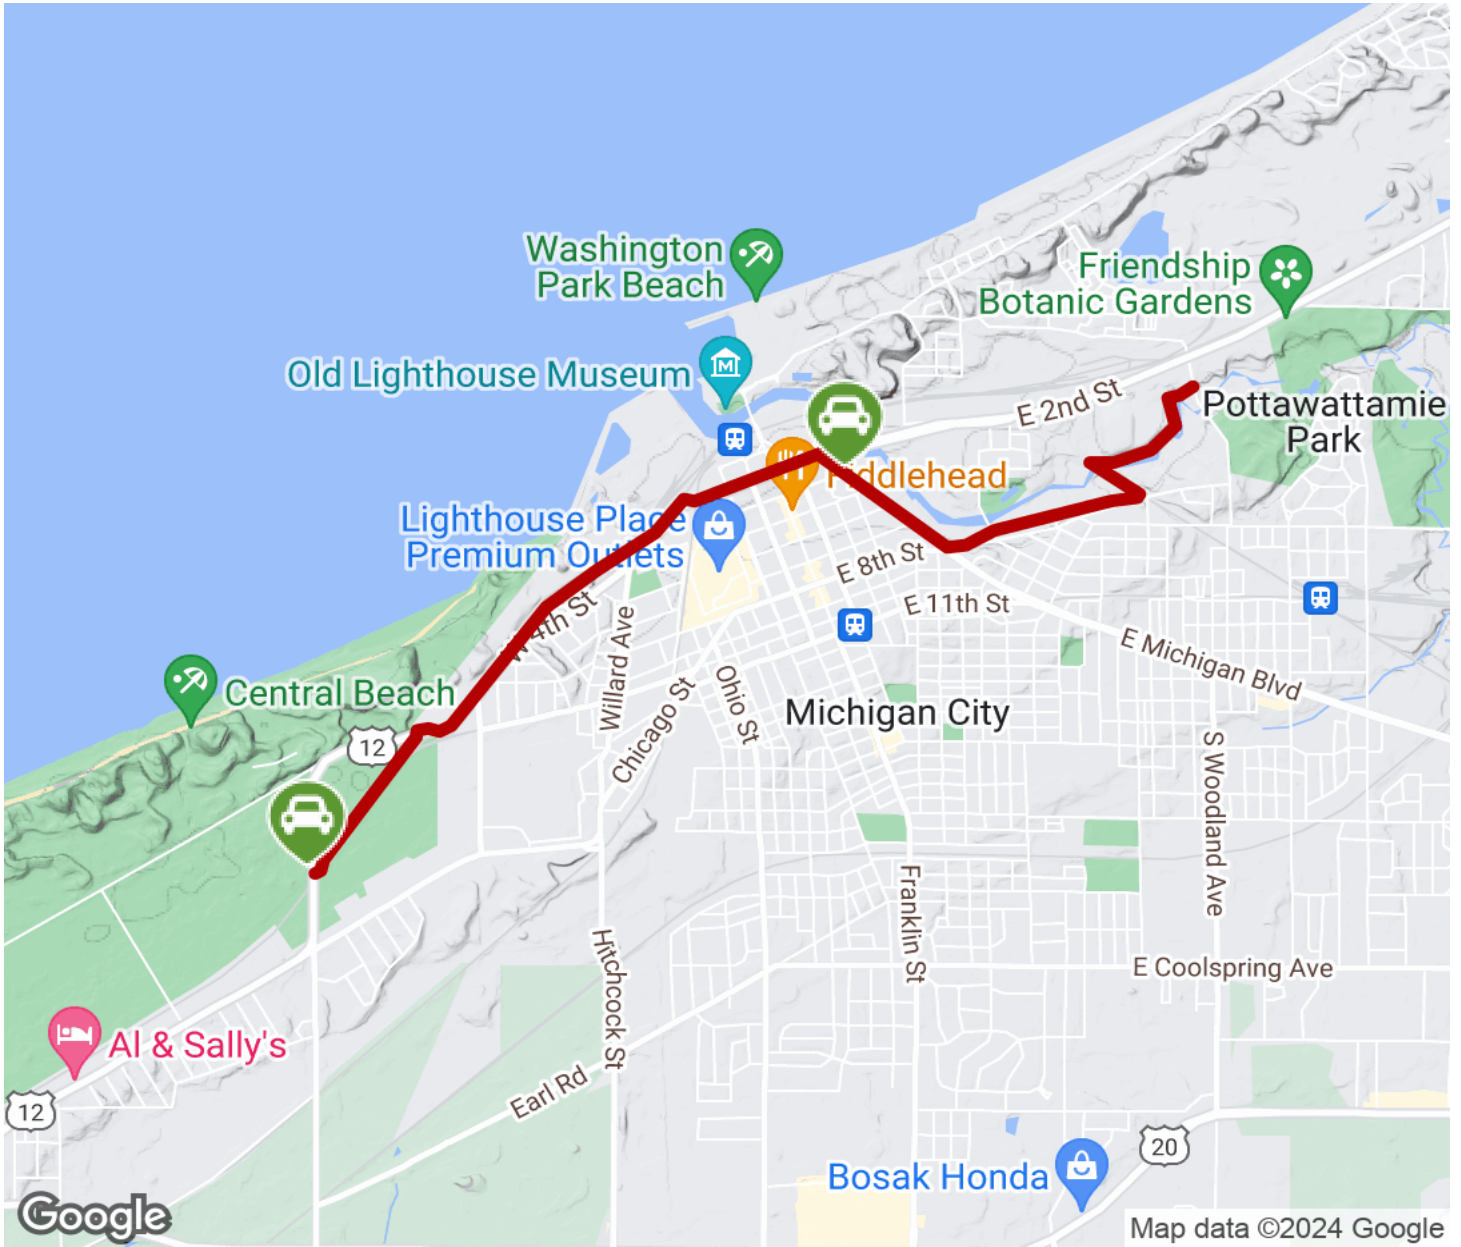 Washington
Park Beach
Friendship
Botanic Gardens
Old Lighthouse Museum
E 2nd St
Pottawattamie
Park
Fiddlehead
Lighthouse Place
Premium Outlets
E 8th St
E 11th St
W 4th St
Willard Ave
E Michigan Blvd
Central Beach
Chicago St
Ohio St
Michigan City
12
S Woodland Ave
Franklin St
Hitchcock St
E Coolspring Ave
Al & Sally's
Earl Rd
12
20
Bosak Honda
Google
Map data ©2024 Google